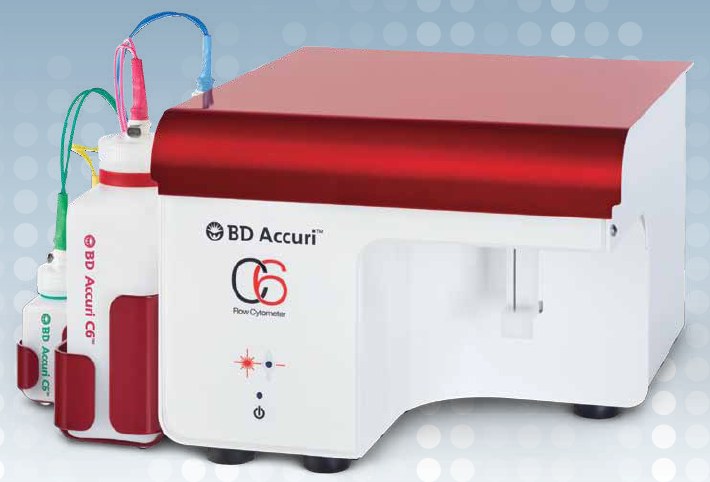 BD Accuri™
C6
Flow Cytometer
BD Accuri C6™
BD Accuri C6™